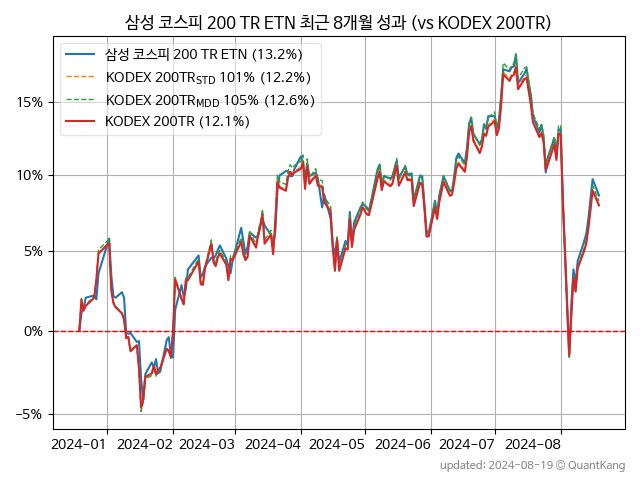 삼성 코스피 200 TR ETN 최근 8개월 성과 (vs KODEX 200TR)
삼성 코스피 200 TR ETN (13.2%)
KODEX 200TR_STD 101% (12.2%)
KODEX 200TR_MDD 105% (12.6%)
KODEX 200TR (12.1%)
15%
10%
5%
0%
−5%
2024-01 2024-02 2024-03 2024-04 2024-05 2024-06 2024-07 2024-08
updated: 2024-08-19 © QuantKang